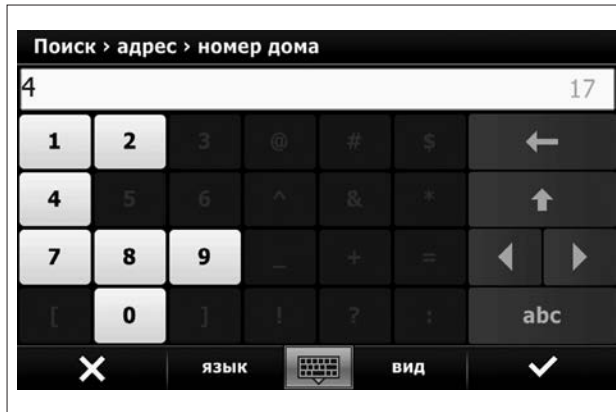 Поиск › адрес › номер дома
4 17
1 2 3 @ # $
4 5 6 ^ & *
7 8 9 _ + =
[ 0 ] ! ? : abc
язык вид